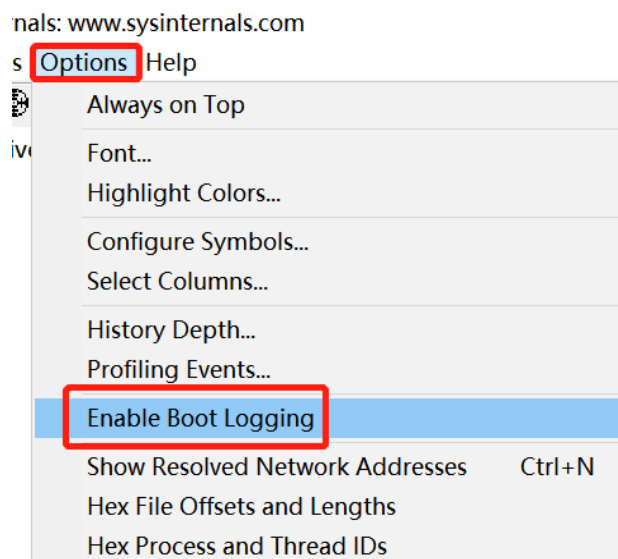 nals: www.sysinternals.com
s Options Help
Always on Top
Font...
Highlight Colors...
Configure Symbols...
Select Columns...
History Depth...
Profiling Events...
Enable Boot Logging
Show Resolved Network Addresses Ctrl+N
Hex File Offsets and Lengths
Hex Process and Thread IDs